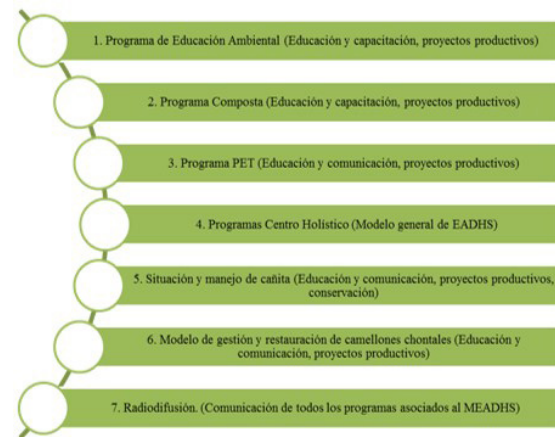 1. Programa de Educación Ambiental (Educación y capacitación, proyectos productivos)
2. Programa Composta (Educación y capacitación, proyectos productivos)
3. Programa PET (Educación y comunicación, proyectos productivos)
4. Programas Centro Holístico (Modelo general de EADHS)
5. Situación y manejo de cañita (Educación y comunicación, proyectos productivos,
conservación)
6. Modelo de gestión y restauración de camellones chontales (Educación y
comunicación, proyectos productivos)
7. Radiodifusión. (Comunicación de todos los programas asociados al MEADHS)